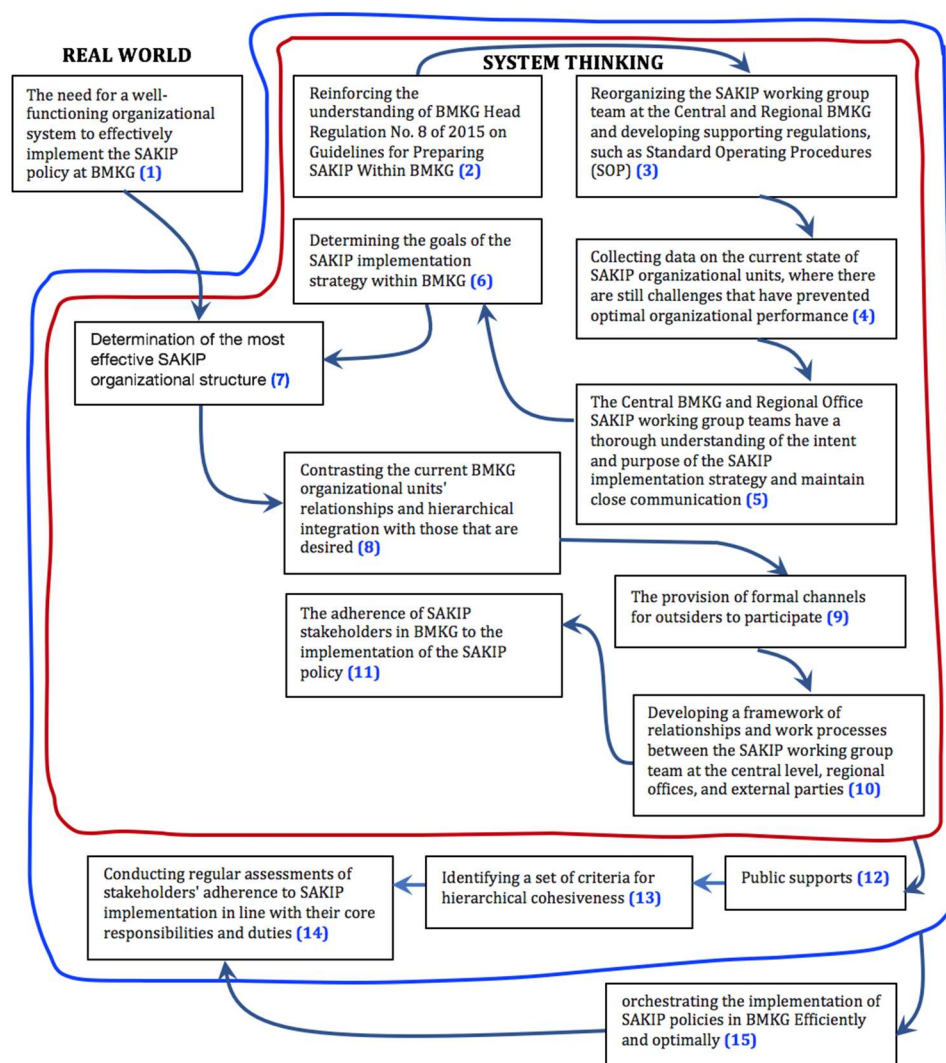 REAL WORLD
SYSTEM THINKING
The need for a well-
functioning organizational
system to effectively
implement the SAKIP
policy at BMKG (1)
Reinforcing the
understanding of BMKG Head
Regulation No. 8 of 2015 on
Guidelines for Preparing
SAKIP Within BMKG (2)
Reorganizing the SAKIP working group
team at the Central and Regional BMKG
and developing supporting regulations,
such as Standard Operating Procedures
(SOP) (3)
Collecting data on the current state of
SAKIP organizational units, where there
are still challenges that have prevented
optimal organizational performance (4)
The Central BMKG and Regional Office
SAKIP working group teams have a
thorough understanding of the intent
and purpose of the SAKIP
implementation strategy and maintain
close communication (5)
Determining the goals of the
SAKIP implementation
strategy within BMKG (6)
Determination of the most
effective SAKIP
organizational structure (7)
Contrasting the current BMKG
organizational units'
relationships and hierarchical
integration with those that are
desired (8)
The provision of formal channels
for outsiders to participate (9)
Developing a framework of
relationships and work processes
between the SAKIP working group
team at the central level, regional
offices, and external parties (10)
The adherence of SAKIP
stakeholders in BMKG to the
implementation of the SAKIP
policy (11)
Public supports (12)
Identifying a set of criteria for
hierarchical cohesiveness (13)
Conducting regular assessments of
stakeholders' adherence to SAKIP
implementation in line with their core
responsibilities and duties (14)
orchestrating the implementation of
SAKIP policies in BMKG Efficiently
and optimally (15)